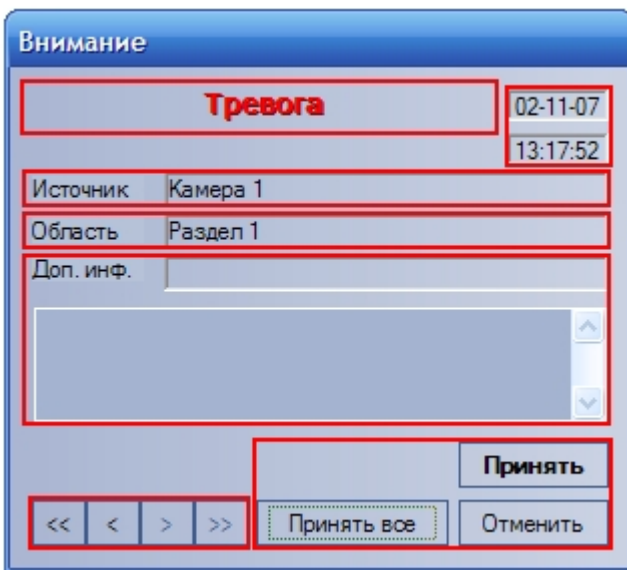 Внимание
Тревога
02-11-07
13:17:52
Источник Камера 1
Область Раздел 1
Доп. инф.
Принять
<< < > >> Принять все Отменить